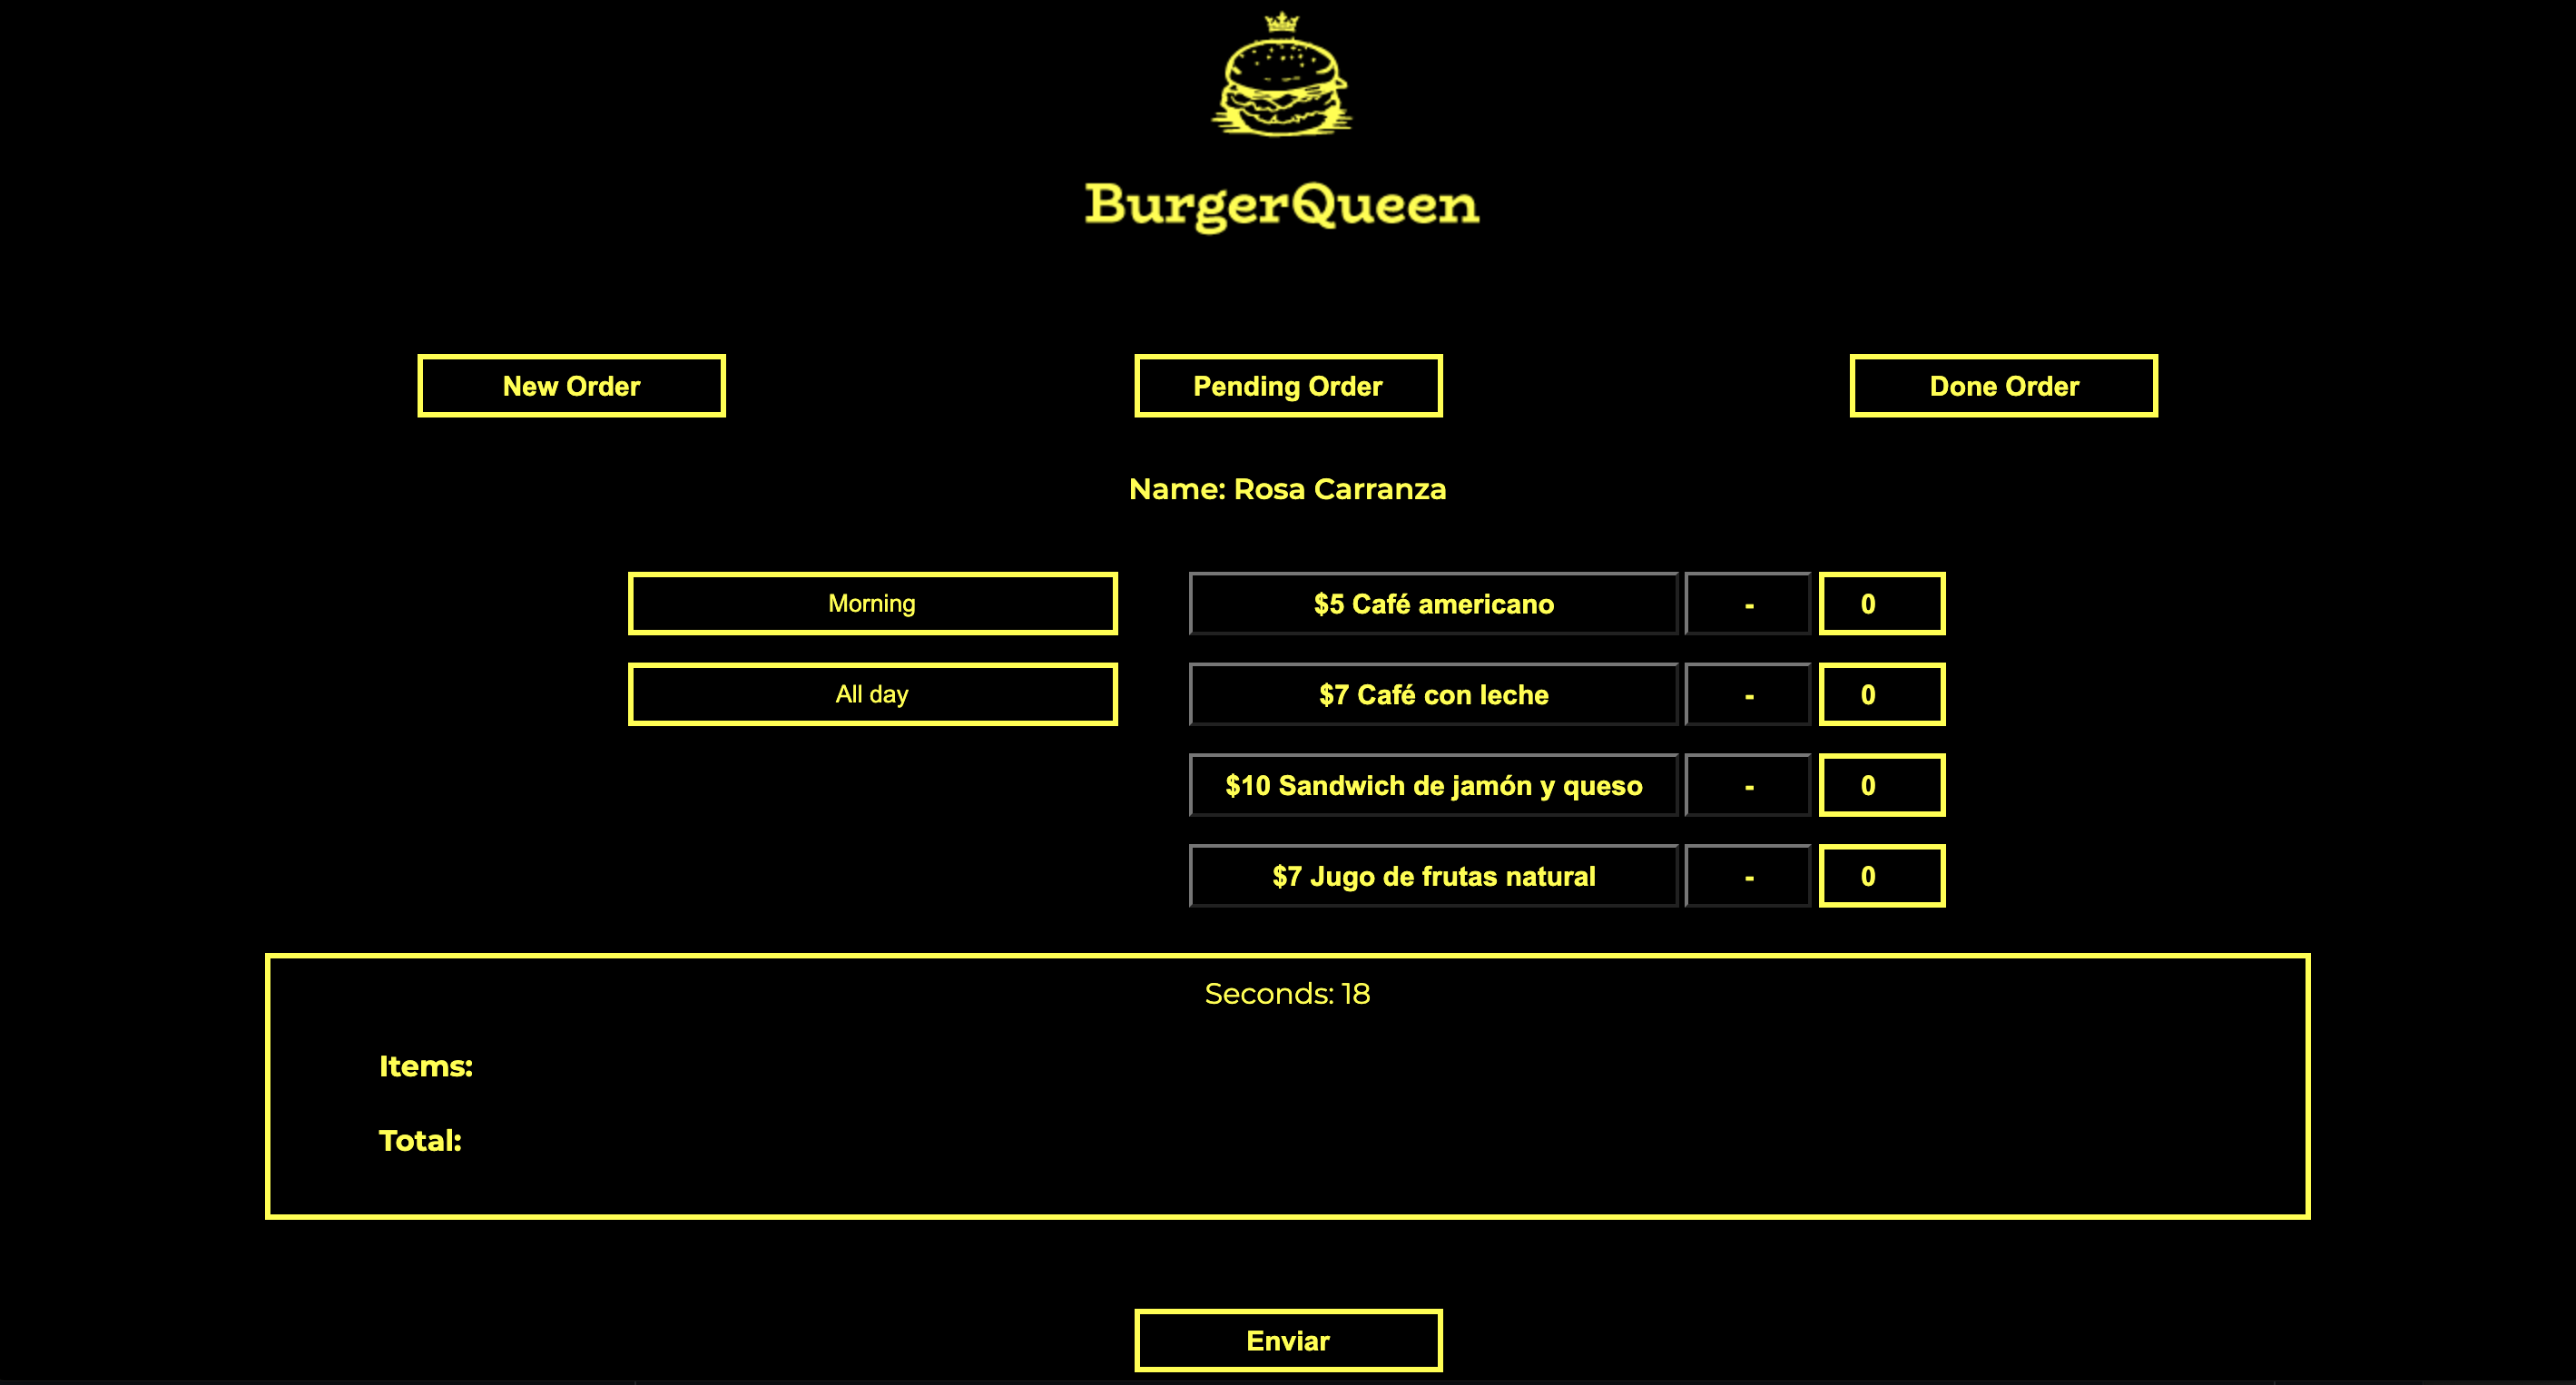 BurgerQueen
New Order
Pending Order
Done Order
Name: Rosa Carranza
Morning
All day
$5 Café americano - 0
$7 Café con leche - 0
$10 Sandwich de jamón y queso - 0
$7 Jugo de frutas natural - 0
Seconds: 18
Items:
Total:
Enviar